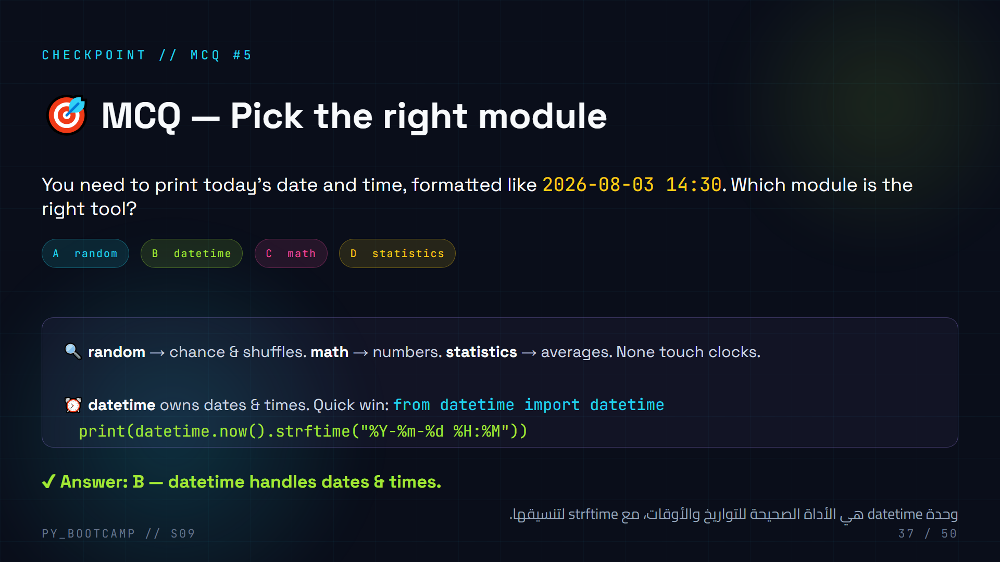 CHECKPOINT // MCQ #5
🎯 MCQ — Pick the right module
You need to print today's date and time, formatted like 2026-08-03 14:30. Which module is the
right tool?
A random B datetime C math D statistics
🔍 random → chance & shuffles. math → numbers. statistics → averages. None touch clocks.
⏰ datetime owns dates & times. Quick win: from datetime import datetime
print(datetime.now().strftime("%Y-%m-%d %H:%M"))
✓ Answer: B — datetime handles dates & times.
وحدة datetime هي الأداة الصحيحة للتواريخ والأوقات، مع strftime لتنسيقها.
PY_BOOTCAMP // S09
37 / 50